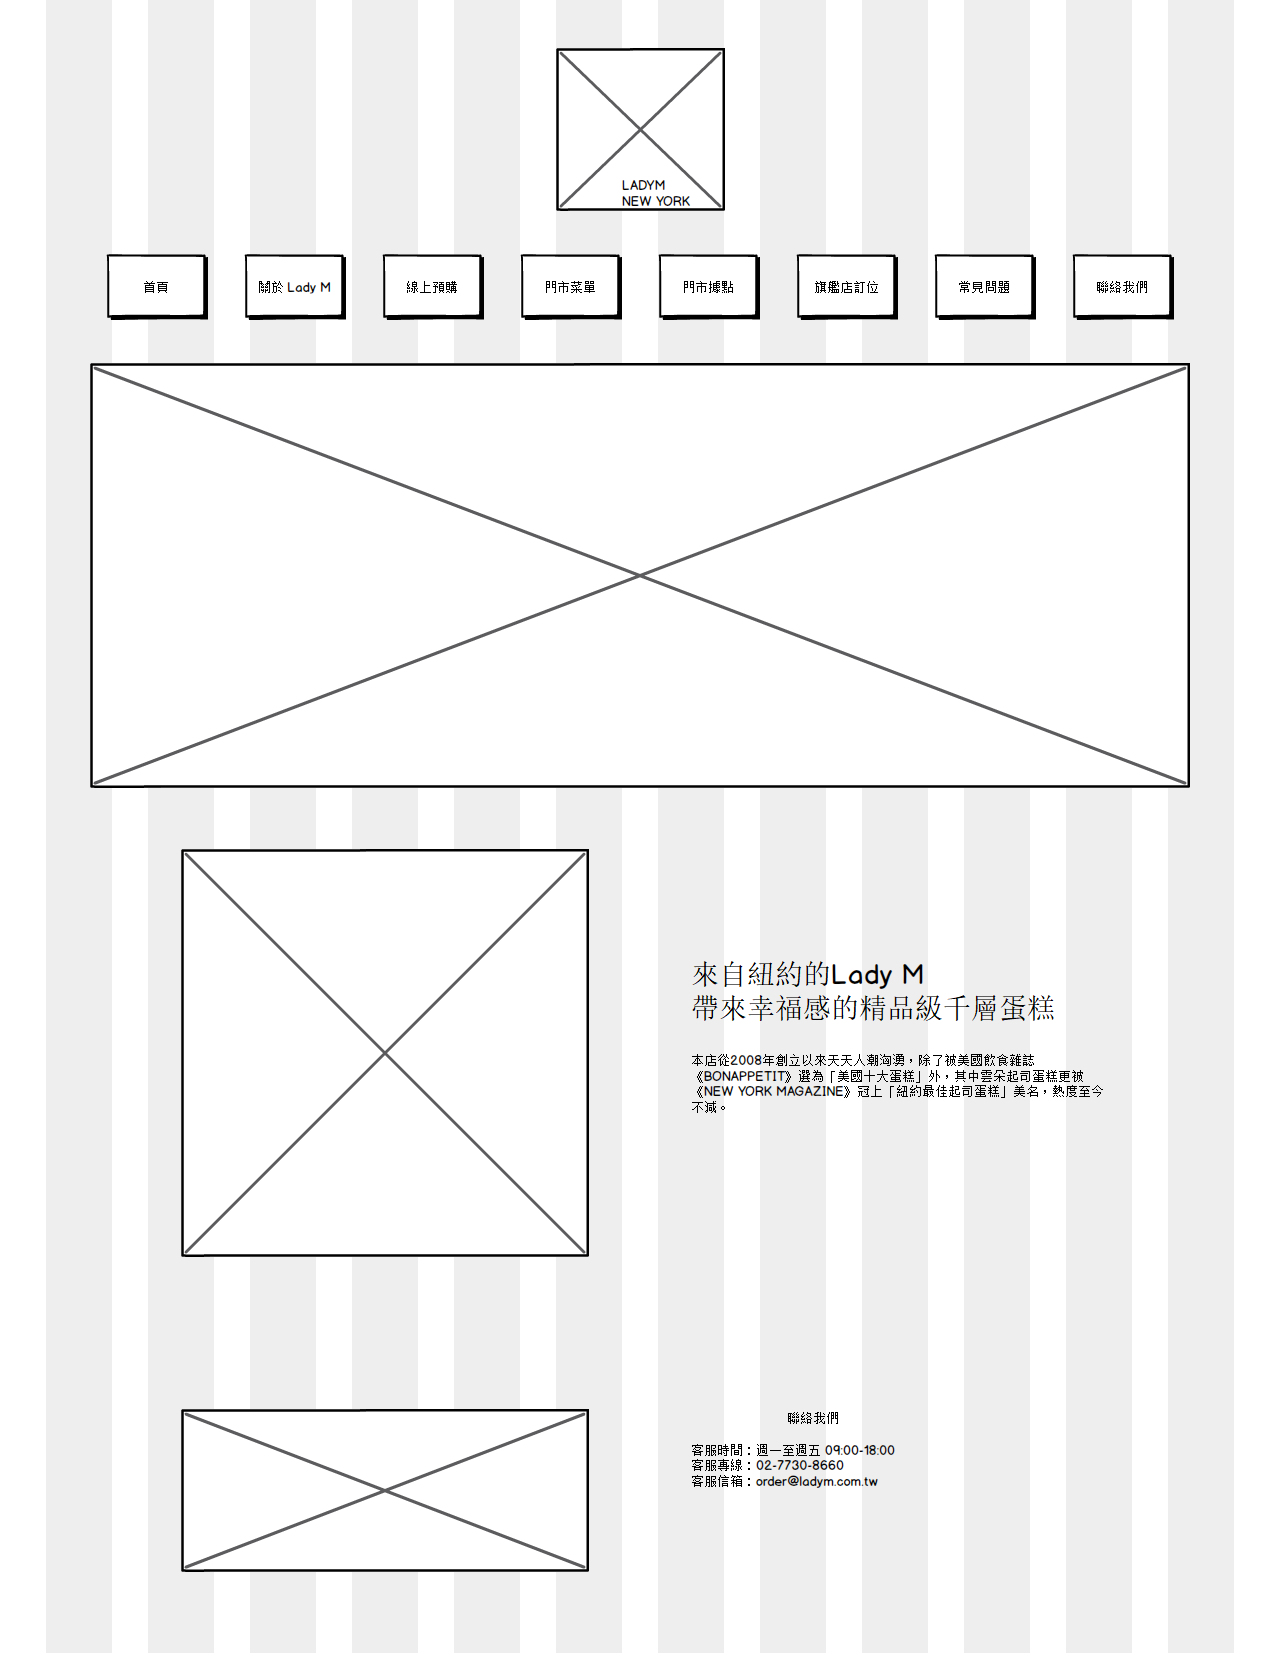 LADYM
NEW YORK
首頁
關於 Lady M
線上預購
門市菜單
門市據點
旗艦店訂位
常見問題
聯絡我們
來自紐約的Lady M
帶來幸福感的精品級千層蛋糕
本店從2008年創立以來天天人潮洶湧，除了被美國飲食雜誌
《BONAPPETIT》選為「美國十大蛋糕」外，其中雲朵起司蛋糕更被
《NEW YORK MAGAZINE》冠上「紐約最佳起司蛋糕」美名，熱度至今
不減。
聯絡我們
客服時間：週一至週五 09:00-18:00
客服專線：02-7730-8660
客服信箱：order@ladym.com.tw